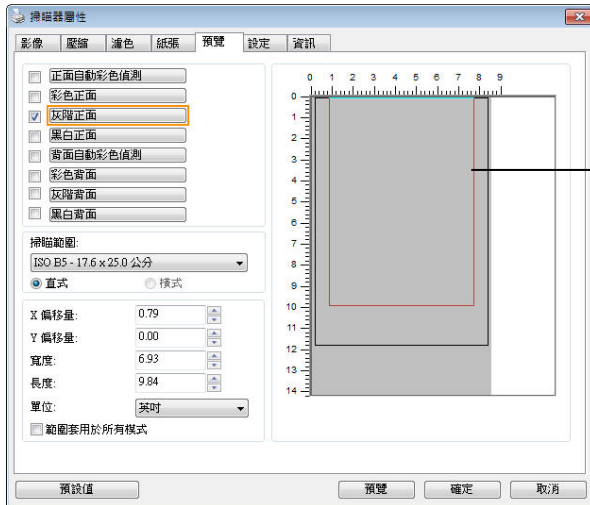 掃瞄器屬性
影像 壓縮 濾色 紙張 預覽 設定 資訊
正面自動彩色偵測
彩色正面
灰階正面
黑白正面
背面自動彩色偵測
彩色背面
灰階背面
黑白背面
掃瞄範圍:
ISO B5 - 17.6 x 25.0 公分
直式 橫式
X 偏移量: 0.79
Y 偏移量: 0.00
寬度: 6.93
長度: 9.84
單位: 英吋
範圍套用於所有模式
0 1 2 3 4 5 6 7 8 9
0
1
2
3
4
5
6
7
8
9
10
11
12
13
14
預設值 預覽 確定 取消